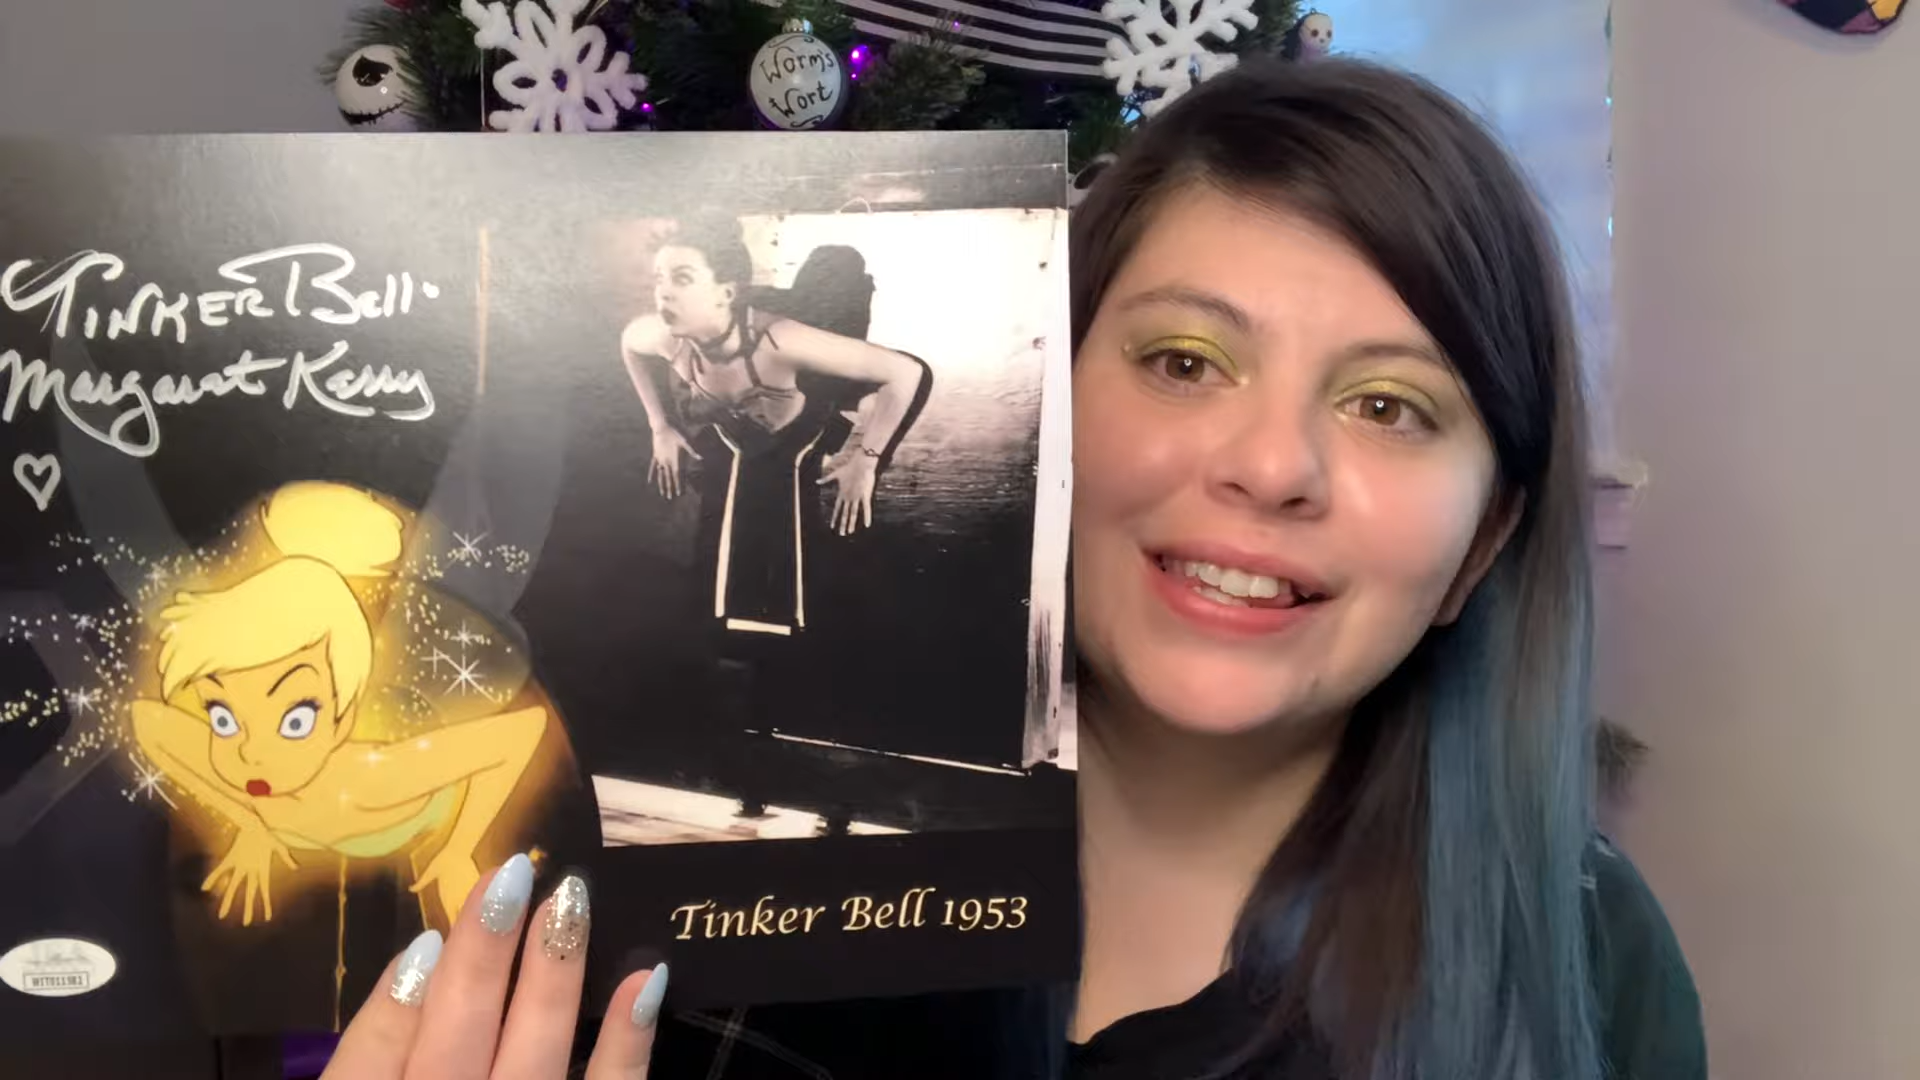 Worm's
Wort
TINKER Bell
Margaret Kerry
Tinker Bell 1953